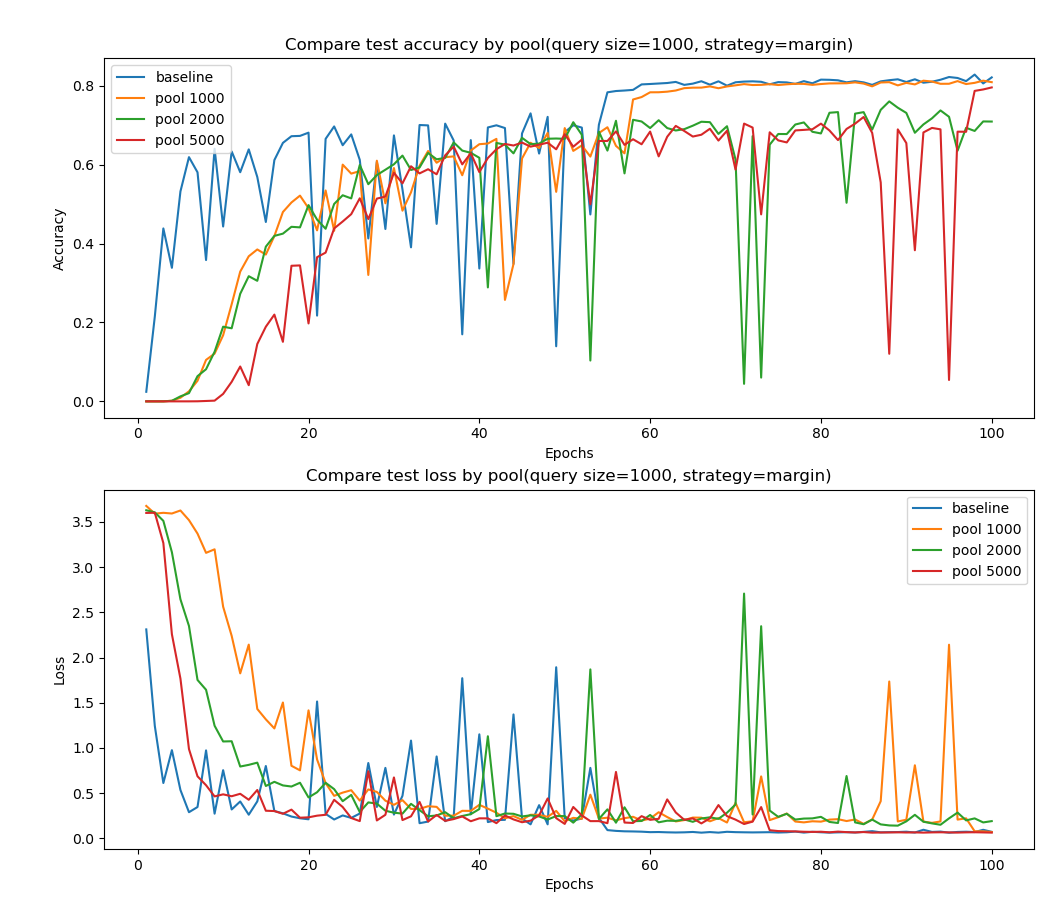 Compare test accuracy by pool(query size=1000, strategy=margin)
baseline
pool 1000
pool 2000
pool 5000
Accuracy
0.8
0.6
0.4
0.2
0.0
0 20 40 60 80 100
Epochs
Compare test loss by pool(query size=1000, strategy=margin)
baseline
pool 1000
pool 2000
pool 5000
Loss
3.5
3.0
2.5
2.0
1.5
1.0
0.5
0.0
0 20 40 60 80 100
Epochs